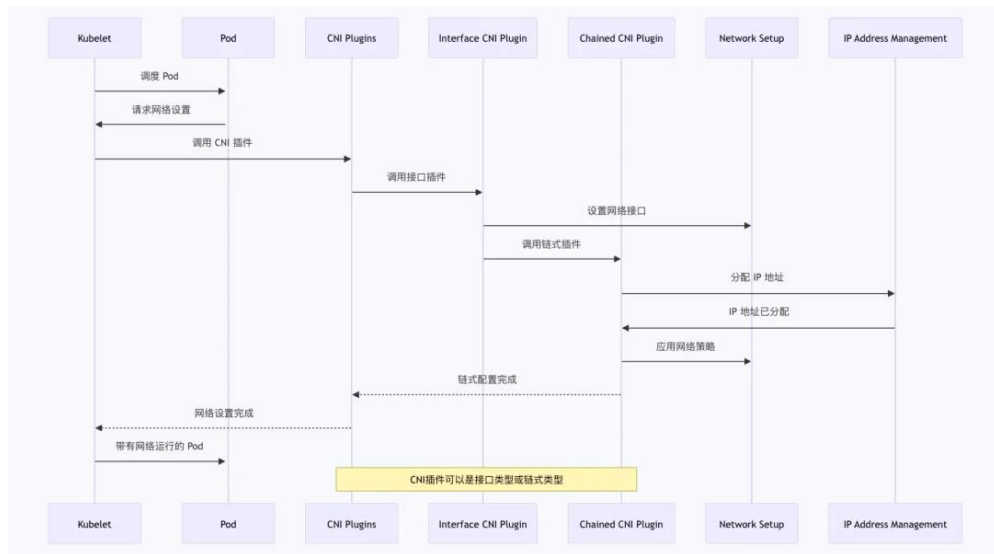 Kubelet
Pod
CNI Plugins
Interface CNI Plugin
Chained CNI Plugin
Network Setup
IP Address Management
调度 Pod
请求网络设置
调用 CNI 插件
调用接口插件
设置网络接口
调用链式插件
分配 IP 地址
IP 地址已分配
应用网络策略
链式配置完成
网络设置完成
带有网络运行的 Pod
CNI插件可以是接口类型或链式类型
Kubelet
Pod
CNI Plugins
Interface CNI Plugin
Chained CNI Plugin
Network Setup
IP Address Management